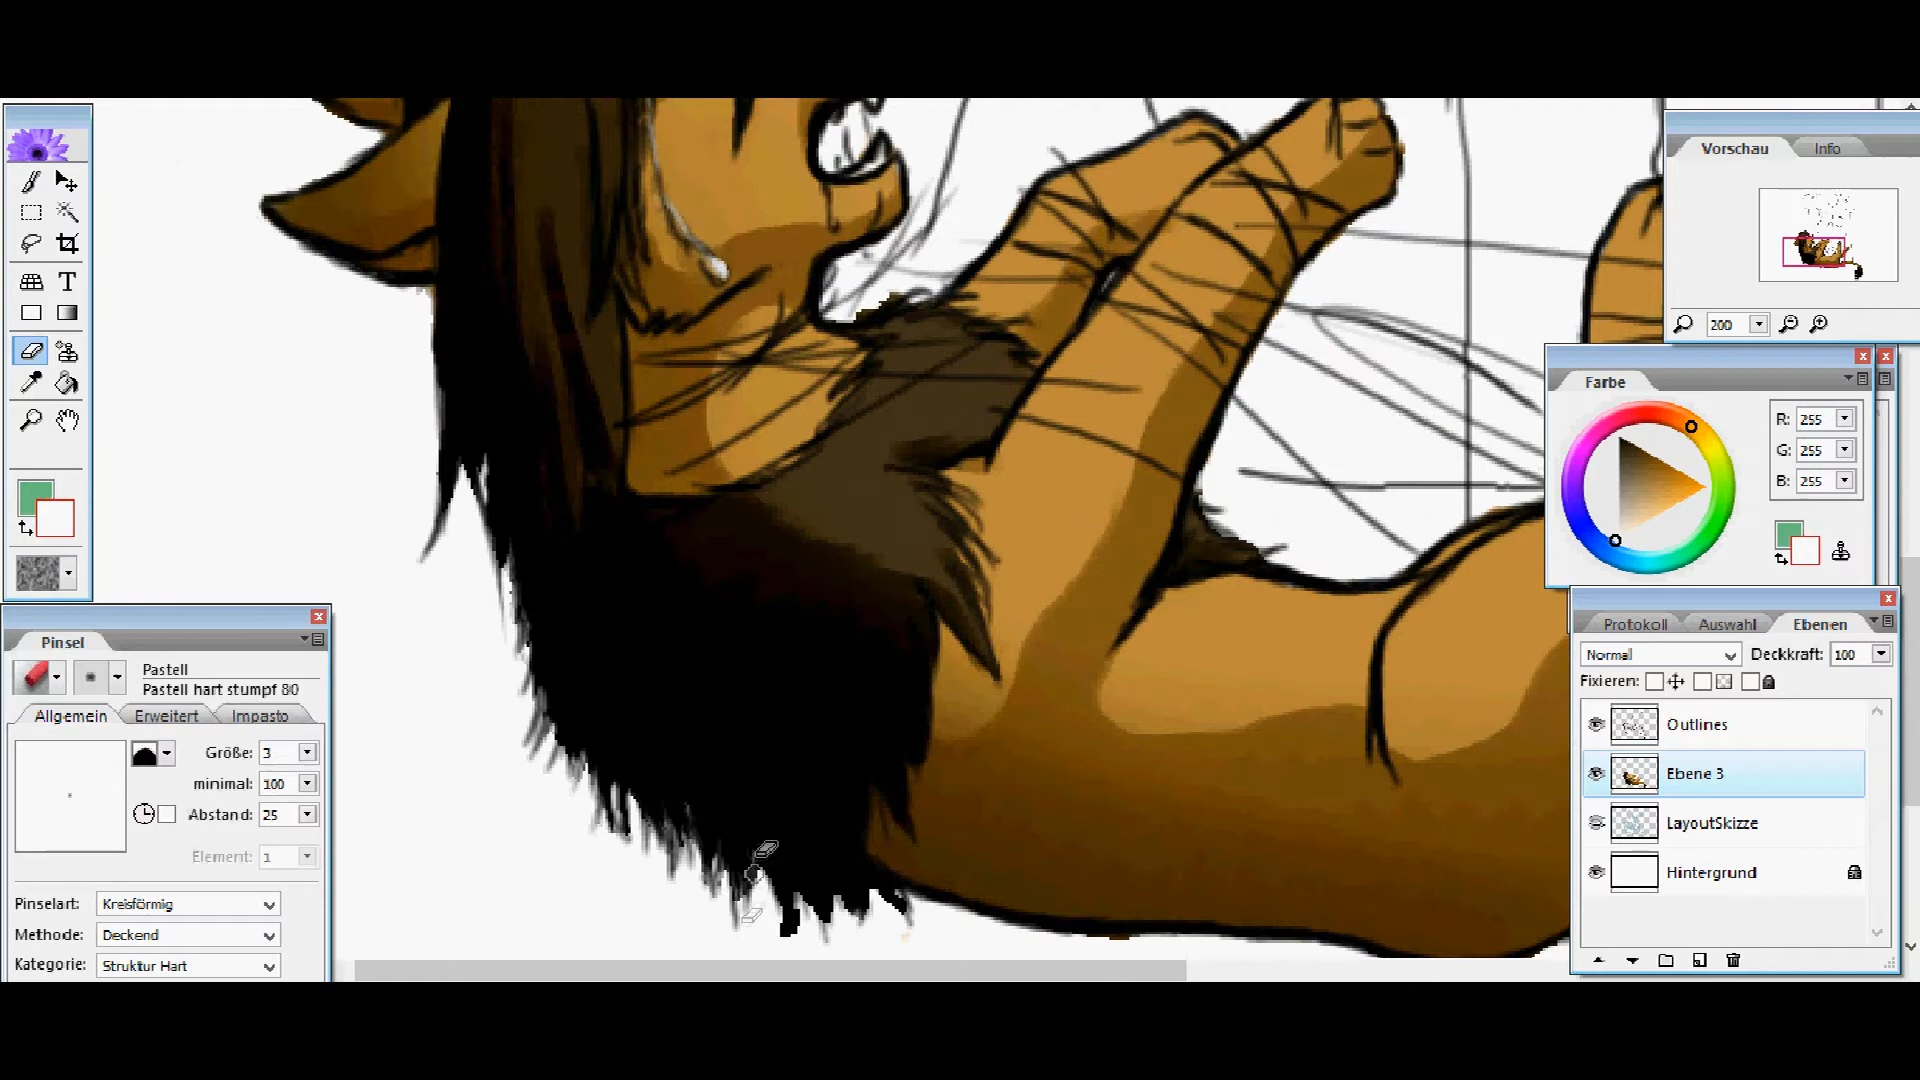 T
Pinsel
Pastell
Pastell hart stumpf 80
Allgemein Erweitert Impasto
Größe: 3
minimal: 100
Abstand: 25
Element: 1
Pinselart: Kreisförmig
Methode: Deckend
Kategorie: Struktur Hart
Vorschau Info
200
Farbe
R: 255
G: 255
B: 255
Protokoll Auswahl Ebenen
Normal Deckkraft: 100
Fixieren:
Outlines
Ebene 3
LayoutSkizze
Hintergrund